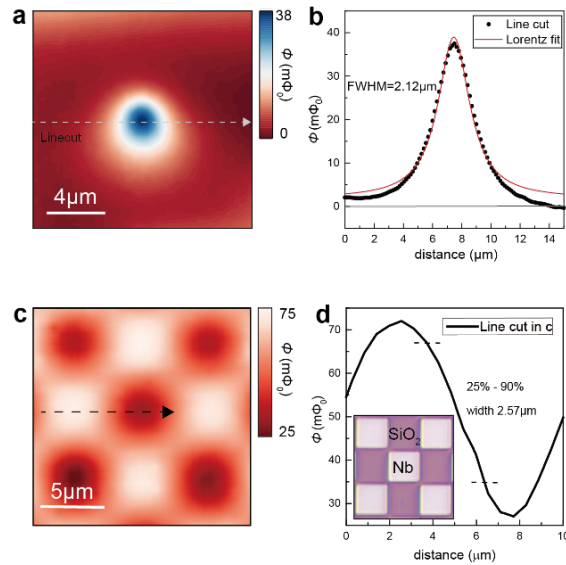 a
38
Φ (mΦ₀)
0
Linecut
4μm
b
Line cut
Lorentz fit
FWHM=2.12μm
Φ (mΦ₀)
40
30
20
10
0
0 2 4 6 8 10 12 14
distance (μm)
c
75
Φ (mΦ₀)
25
5μm
d
Line cut in c
25% - 90%
width 2.57μm
SiO₂
Nb
Φ (mΦ₀)
70
60
50
40
30
0 2 4 6 8 10
distance (μm)